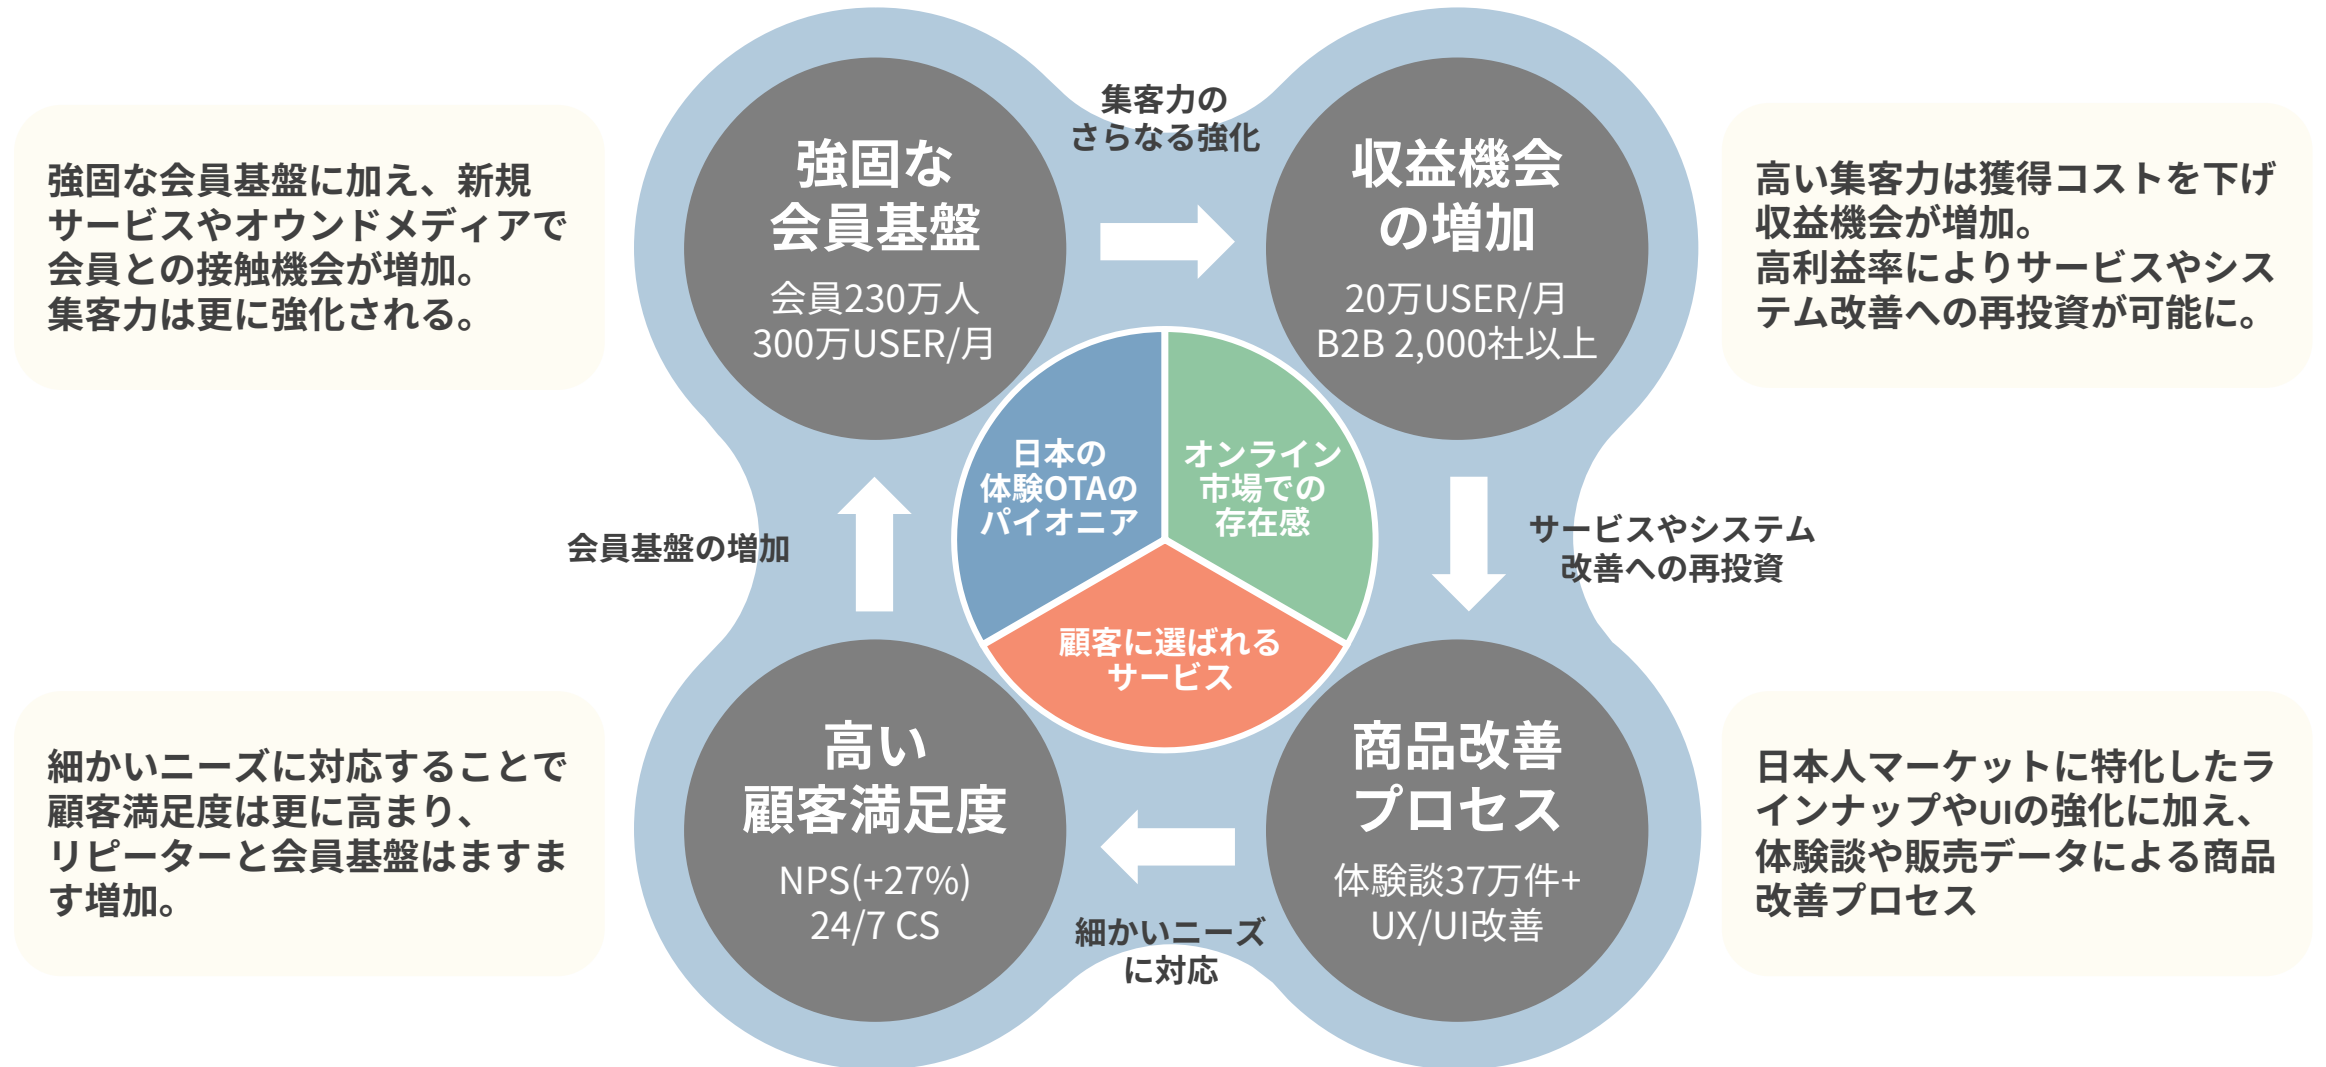 強固な会員基盤に加え、新規
サービスやオウンドメディアで
会員との接触機会が増加。
集客力は更に強化される。
強固な
会員基盤
会員230万人
300万USER/月
集客力の
さらなる強化
収益機会
の増加
20万USER/月
B2B 2,000社以上
高い集客力は獲得コストを下げ
収益機会が増加。
高利益率によりサービスやシス
テム改善への再投資が可能に。
会員基盤の増加
日本の
体験OTAの
パイオニア
オンライン
市場での
存在感
顧客に選ばれる
サービス
サービスやシステム
改善への再投資
細かいニーズに対応することで
顧客満足度は更に高まり、
リピーターと会員基盤はますま
す増加。
高い
顧客満足度
NPS(+27%)
24/7 CS
細かいニーズ
に対応
商品改善
プロセス
体験談37万件+
UX/UI改善
日本人マーケットに特化したラ
インナップやUIの強化に加え、
体験談や販売データによる商品
改善プロセス